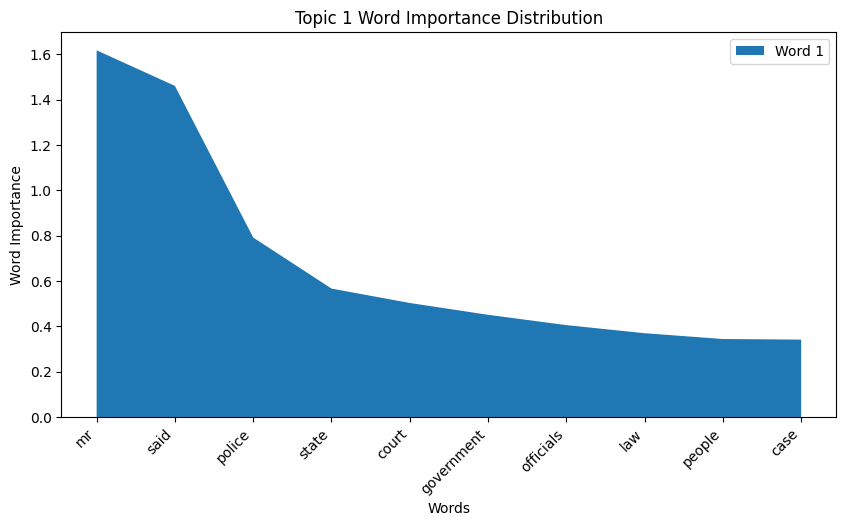 Topic 1 Word Importance Distribution
Word 1
Word Importance
1.6
1.4
1.2
1.0
0.8
0.6
0.4
0.2
0.0
mr
said
police
state
court
government
officials
law
people
case
Words